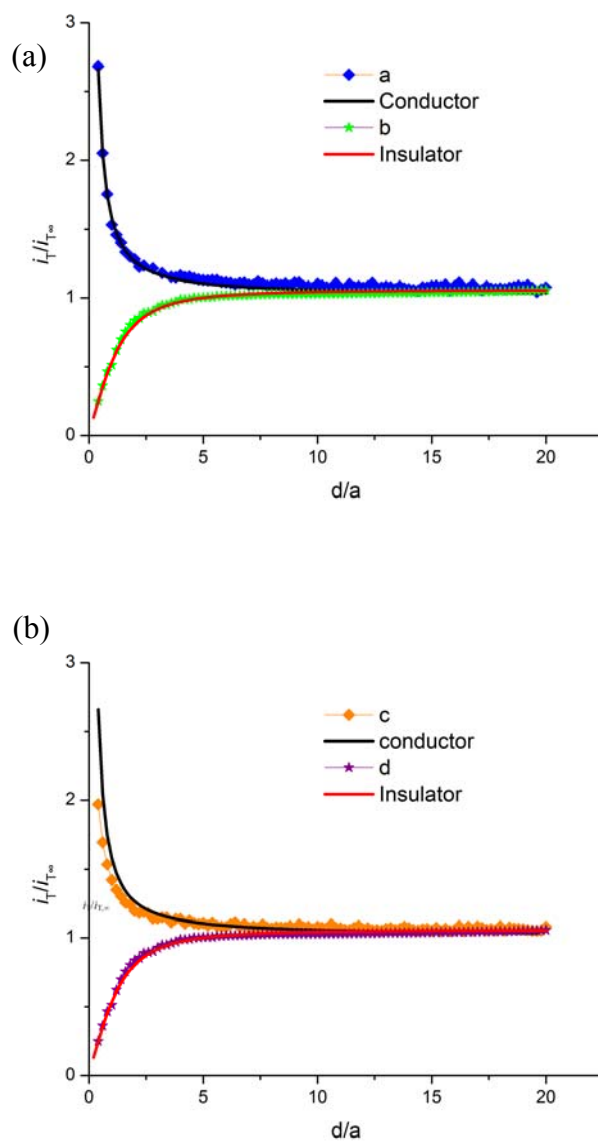 (a)
3
2
1
0
iT/iT∞
a
Conductor
b
Insulator
0 5 10 15 20
d/a
(b)
3
2
1
0
iT/iT∞
c
conductor
d
Insulator
0 5 10 15 20
d/a